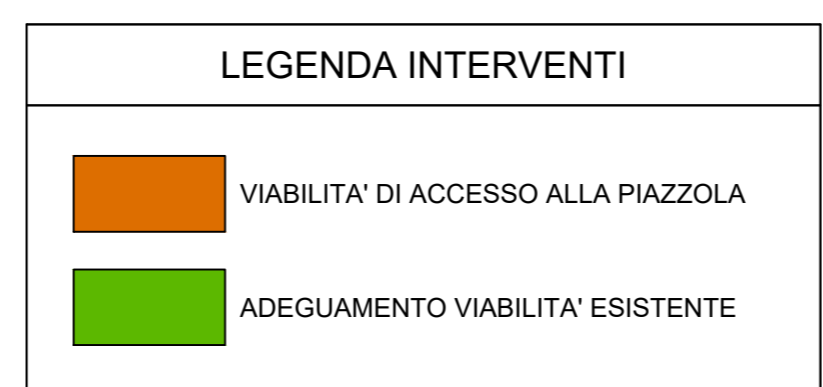 LEGENDA INTERVENTI
VIABILITA' DI ACCESSO ALLA PIAZZOLA
ADEGUAMENTO VIABILITA' ESISTENTE